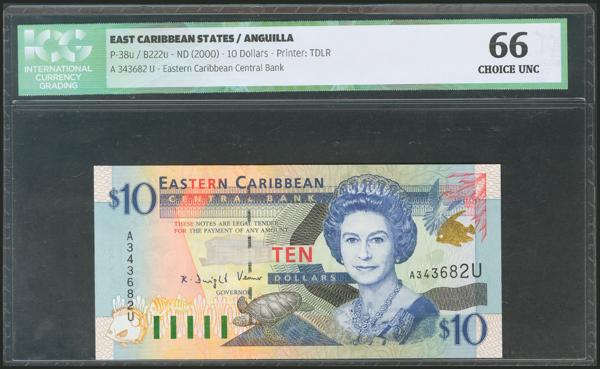 ICG
INTERNATIONAL
CURRENCY
GRADING
EAST CARIBBEAN STATES / ANGUILLA
P-38u / B222u - ND (2000) - 10 Dollars - Printer: TDLR
A 343682 U - Eastern Caribbean Central Bank
66
CHOICE UNC
$10
EASTERN CARIBBEAN
CENTRAL BANK
THESE NOTES ARE LEGAL TENDER
FOR THE PAYMENT OF ANY AMOUNT
TEN
DOLLARS
A343682U
A343682U
GOVERNOR
$10